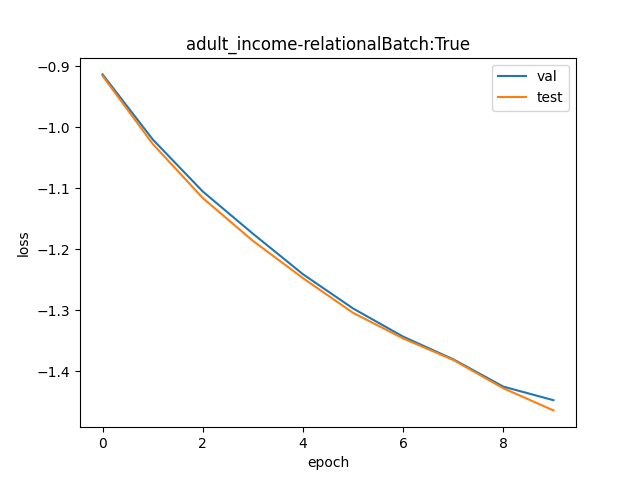 adult_income-relationalBatch:True
val
test
−0.9
−1.0
−1.1
−1.2
−1.3
−1.4
loss
0
2
4
6
8
epoch